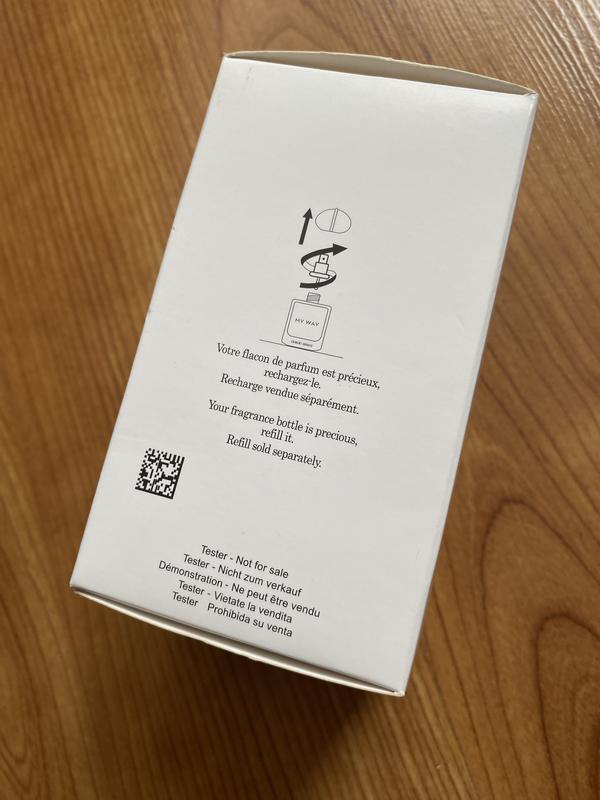 MY WAY
GIORGIO ARMANI
Votre flacon de parfum est précieux,
rechargez-le.
Recharge vendue séparément.
Your fragrance bottle is precious,
refill it.
Refill sold separately.
Tester - Not for sale
Tester - Nicht zum verkauf
Démonstration - Ne peut être vendu
Tester - Vietate la vendita
Tester Prohibida su venta